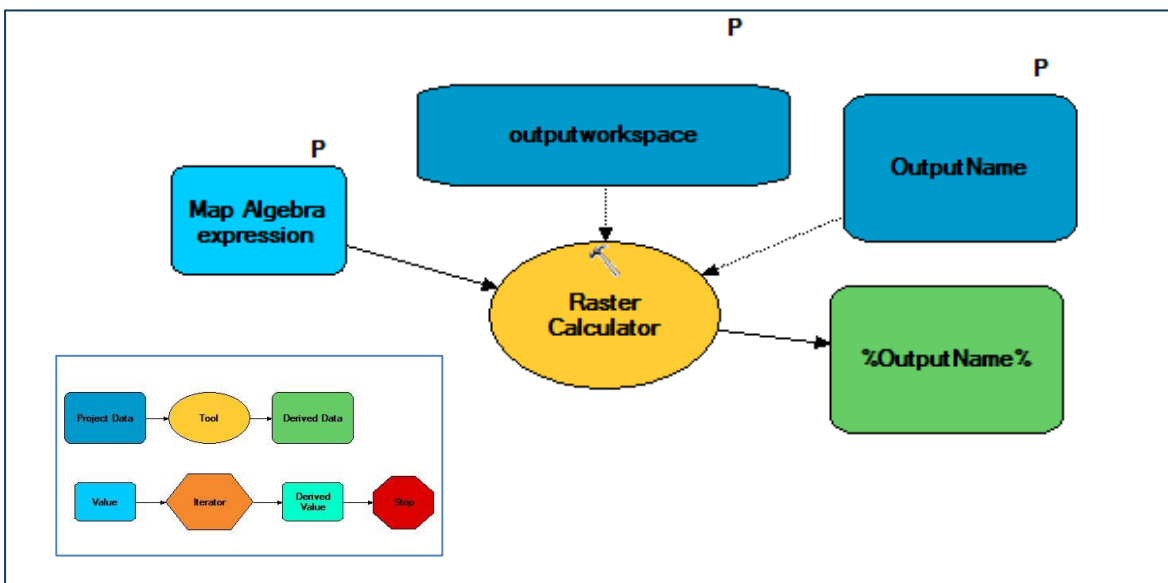 P
P
outputworkspace
OutputName
P
Map Algebra
expression
Raster
Calculator
%OutputName%
Project Data
Tool
Derived Data
Value
Iterator
Derived
Value
Stop